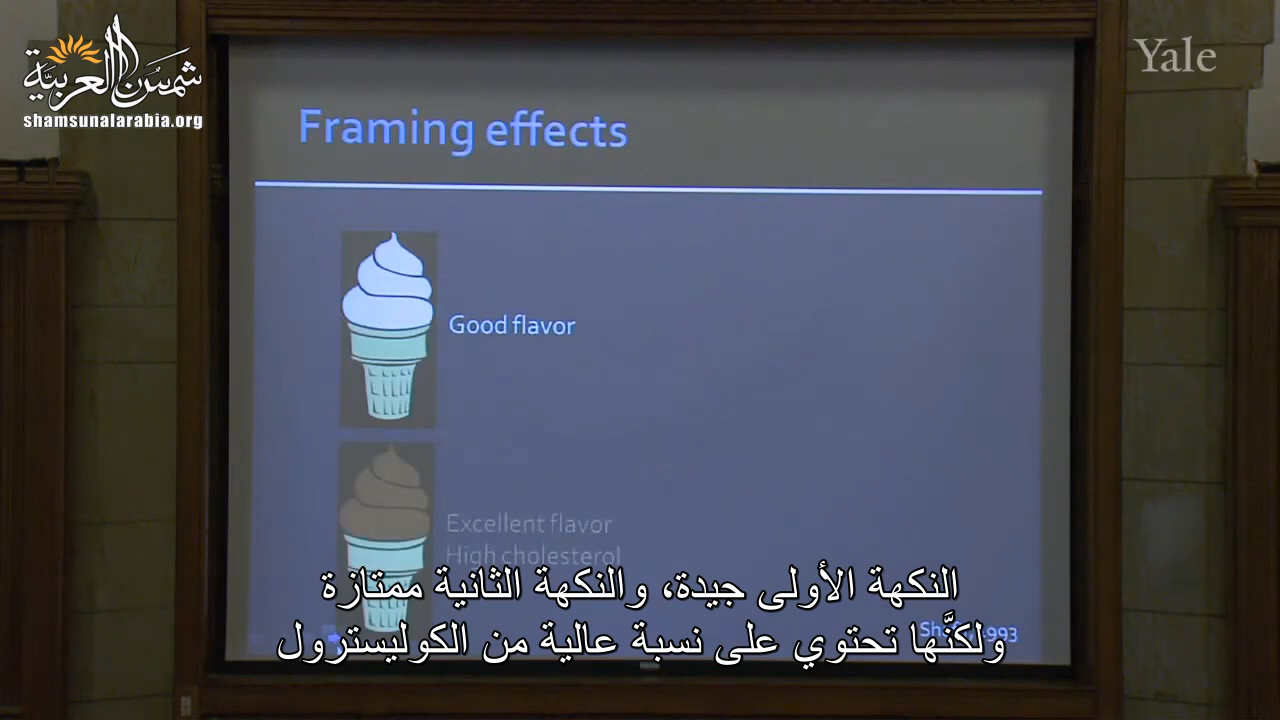 شمس العربية
shamsunalarabia.org
Yale
Framing effects
Good flavor
Excellent flavor
High cholesterol
النكهة الأولى جيدة، والنكهة الثانية ممتازة
ولكنَّها تحتوي على نسبة عالية من الكوليسترول